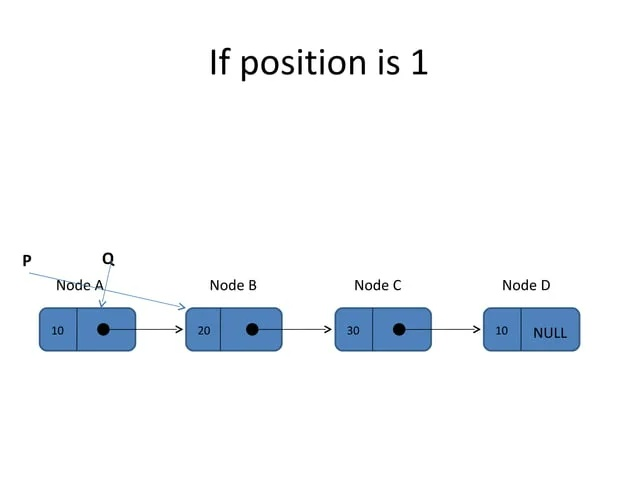 If position is 1
P Q
Node A Node B Node C Node D
10 20 30 10 NULL